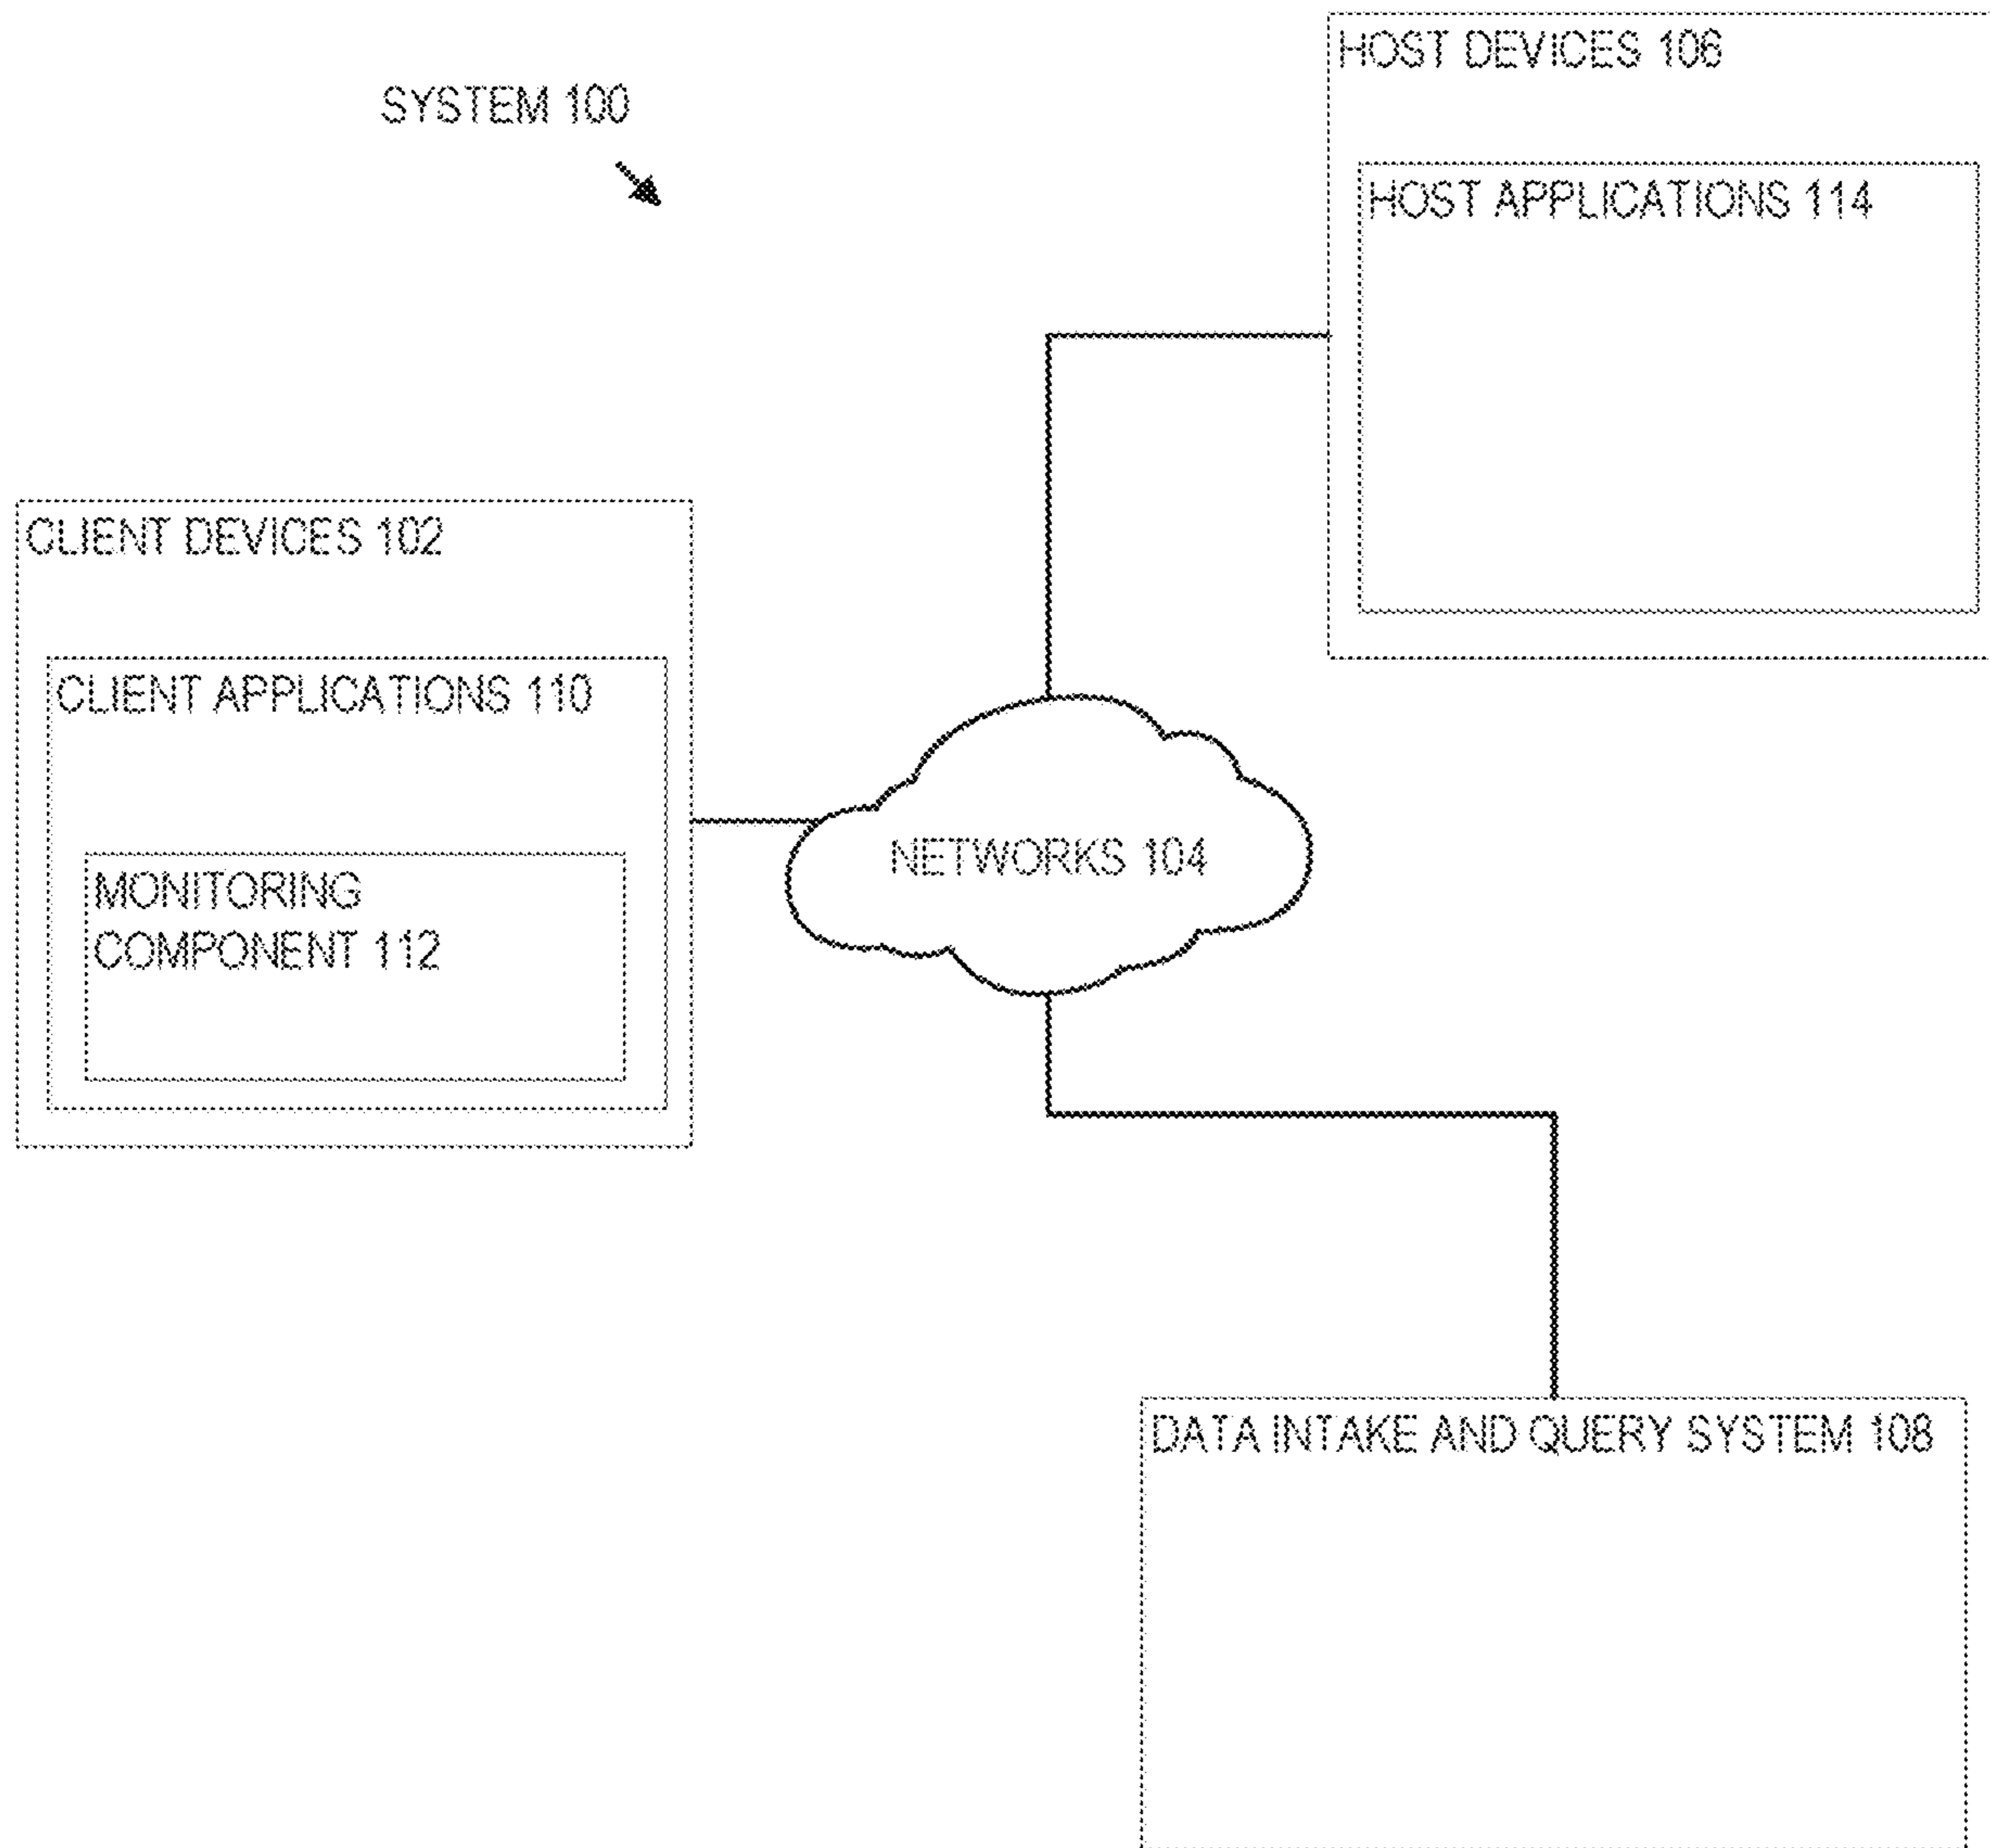 SYSTEM 100
HOST DEVICES 106
HOST APPLICATIONS 114
CLIENT DEVICES 102
CLIENT APPLICATIONS 110
MONITORING
COMPONENT 112
NETWORKS 104
DATA INTAKE AND QUERY SYSTEM 108